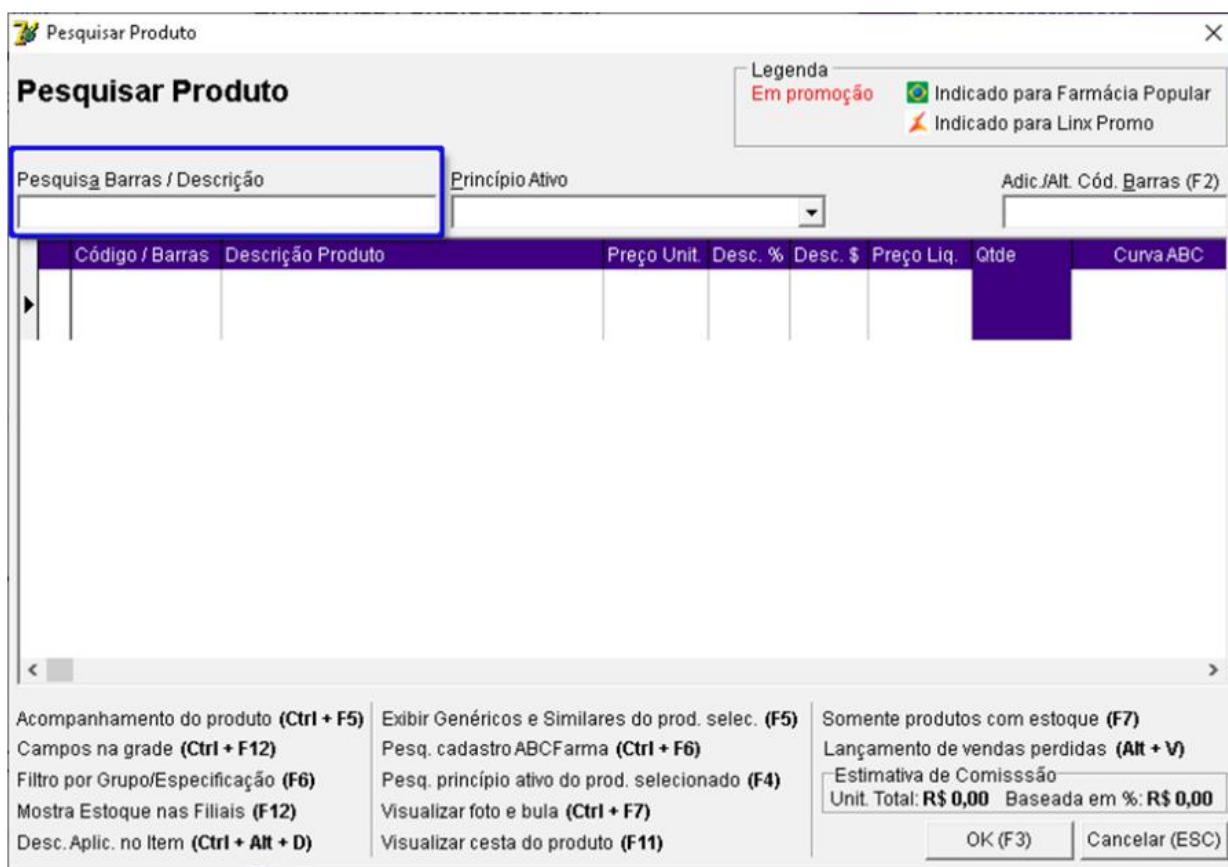 Pesquisar Produto
Pesquisar Produto
Legenda
Em promoção
Indicado para Farmácia Popular
Indicado para Linx Promo
Pesquisa Barras / Descrição
Princípio Ativo
Adic./Alt. Cód. Barras (F2)
Código / Barras Descrição Produto Preço Unit. Desc. % Desc. $ Preço Liq. Qtde Curva ABC
Acompanhamento do produto (Ctrl + F5)
Campos na grade (Ctrl + F12)
Filtro por Grupo/Especificação (F6)
Mostra Estoque nas Filiais (F12)
Desc. Aplic. no Item (Ctrl + Alt + D)
Exibir Genéricos e Similares do prod. selec. (F5)
Pesq. cadastro ABCFarma (Ctrl + F6)
Pesq. princípio ativo do prod. selecionado (F4)
Visualizar foto e bula (Ctrl + F7)
Visualizar cesta do produto (F11)
Somente produtos com estoque (F7)
Lançamento de vendas perdidas (Alt + V)
Estimativa de Comisssão
Unit. Total: R$ 0,00 Baseada em %: R$ 0,00
OK (F3)
Cancelar (ESC)